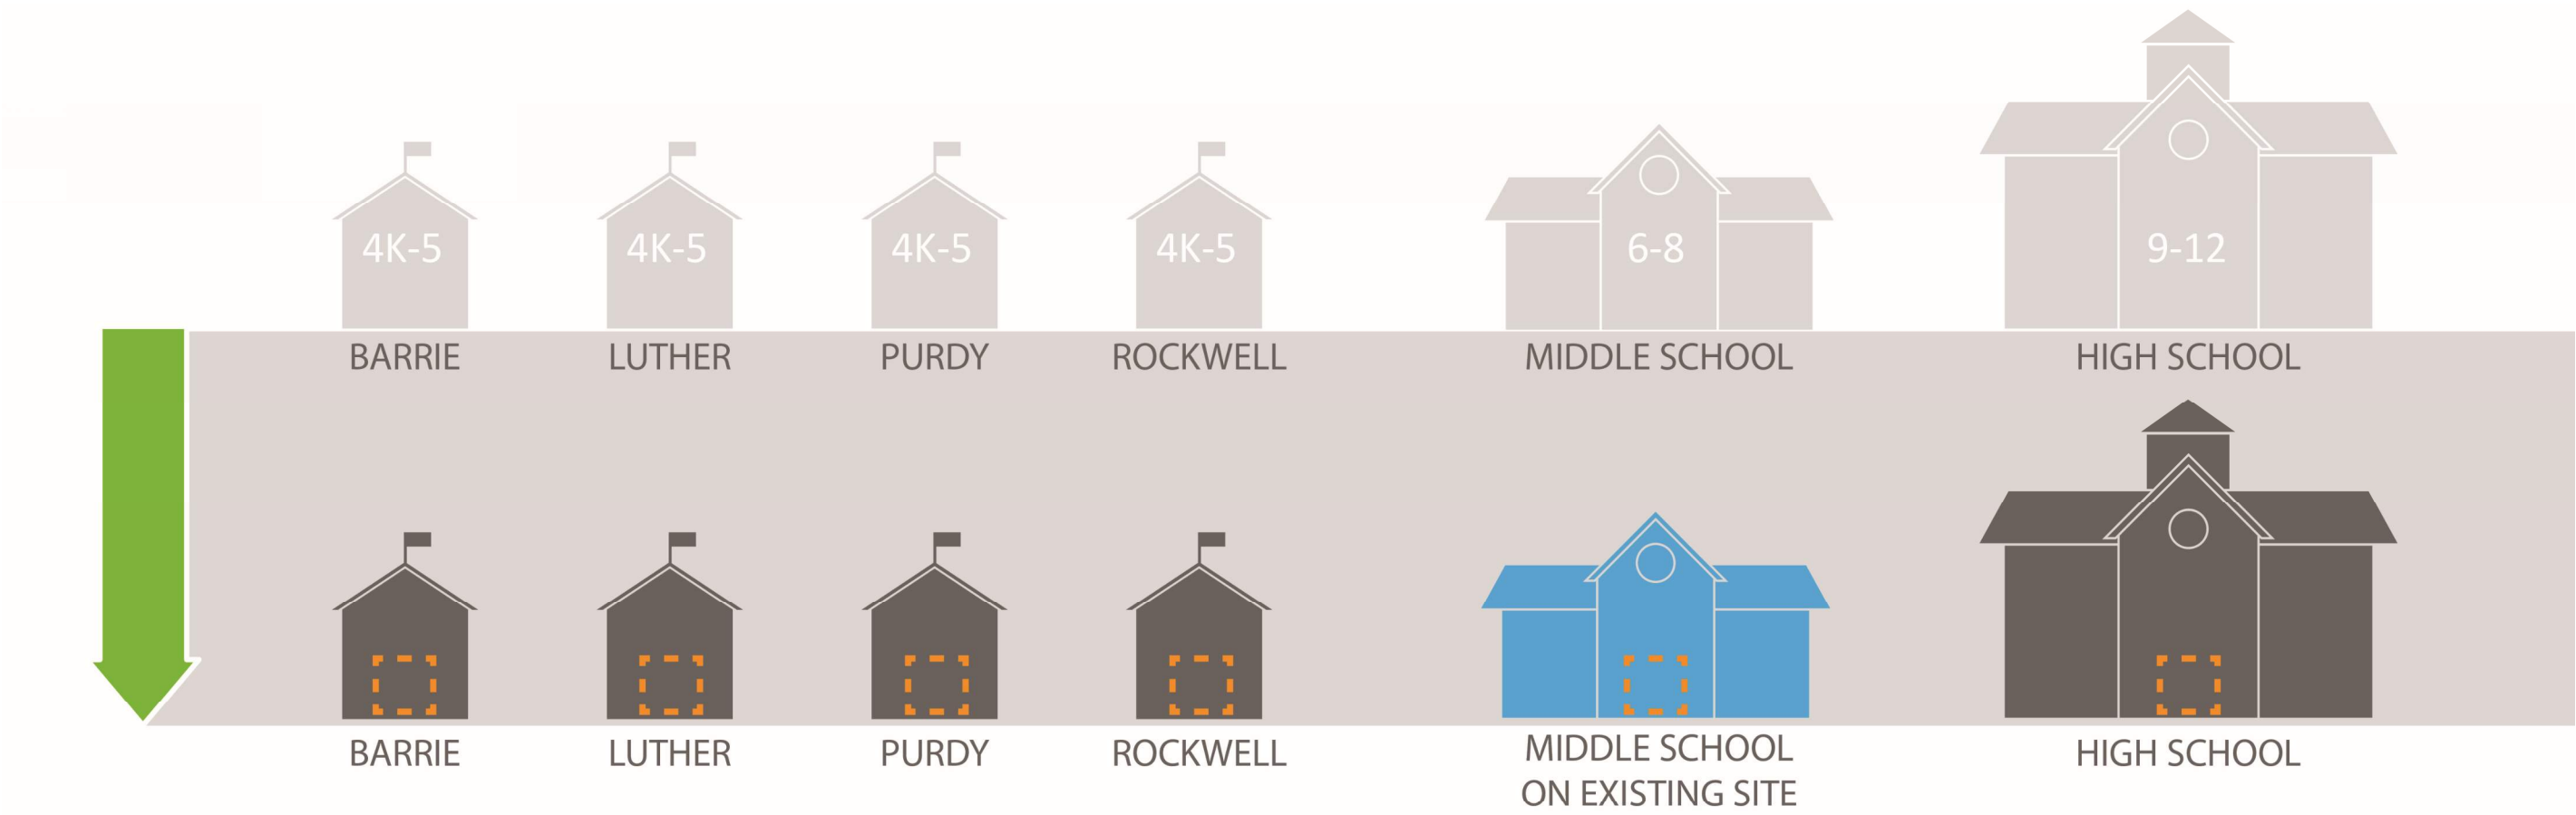 4K-5 4K-5 4K-5 4K-5 6-8 9-12
BARRIE LUTHER PURDY ROCKWELL MIDDLE SCHOOL HIGH SCHOOL
BARRIE LUTHER PURDY ROCKWELL MIDDLE SCHOOL HIGH SCHOOL
ON EXISTING SITE